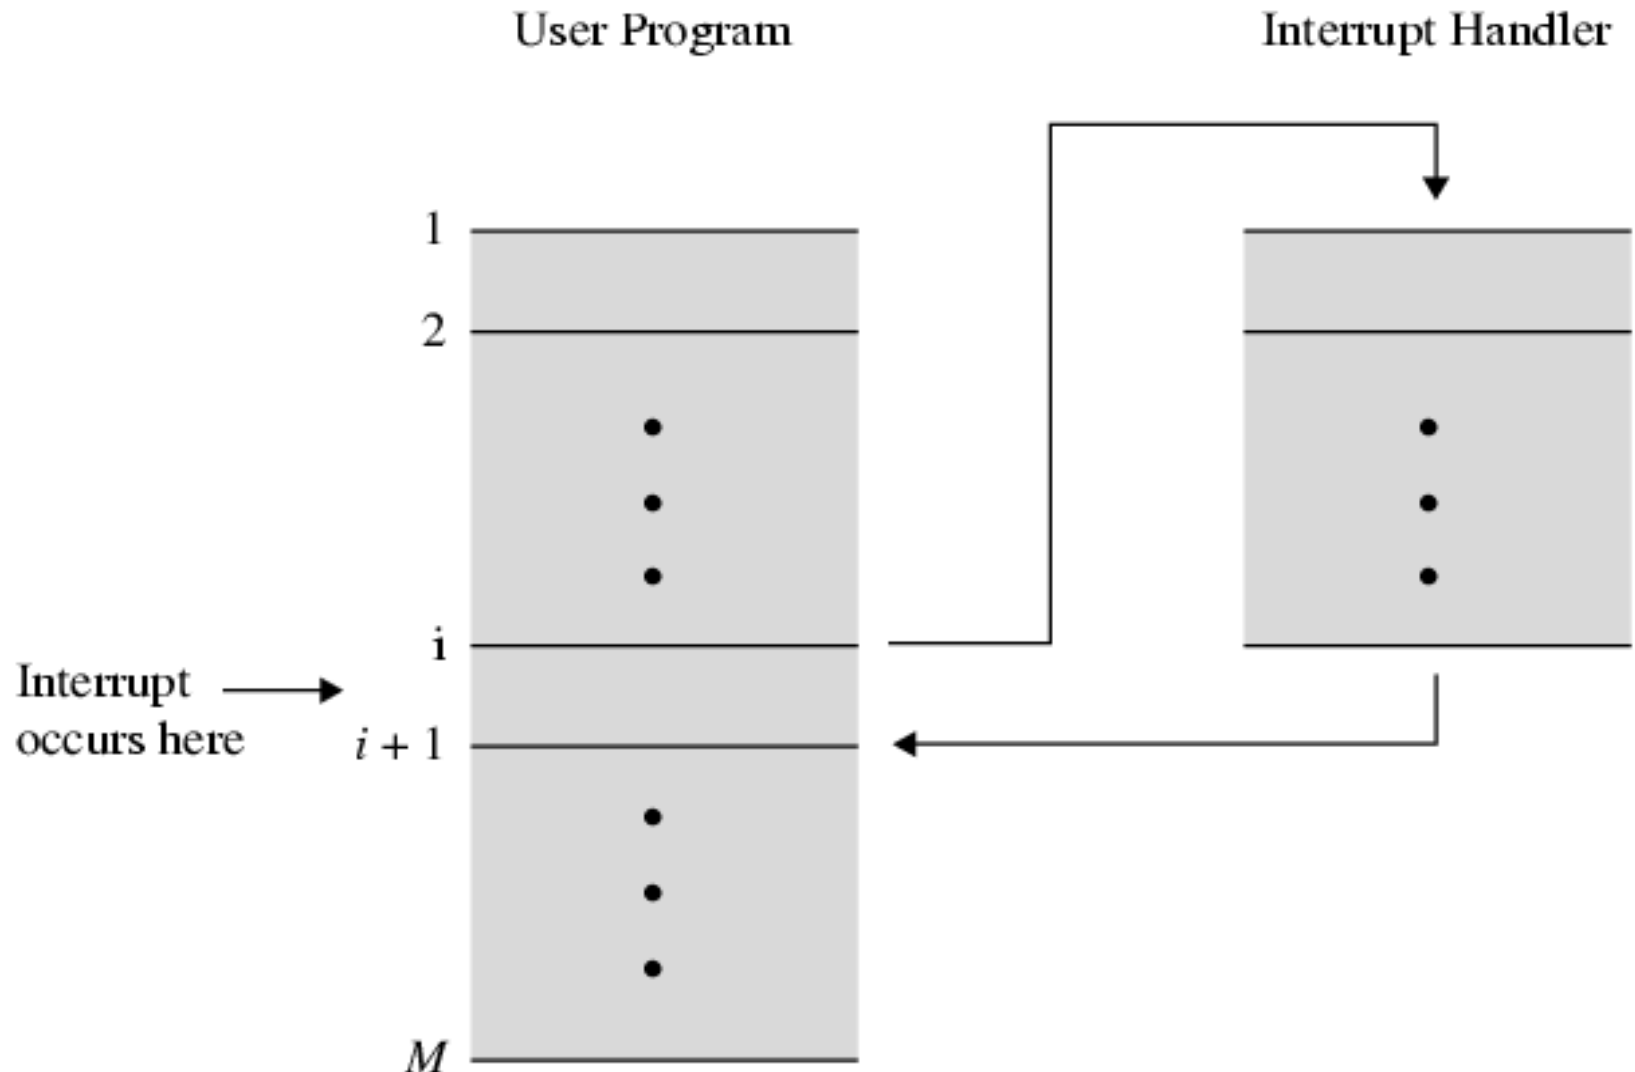 User Program
Interrupt Handler
1
2
i
Interrupt
occurs here
i + 1
M